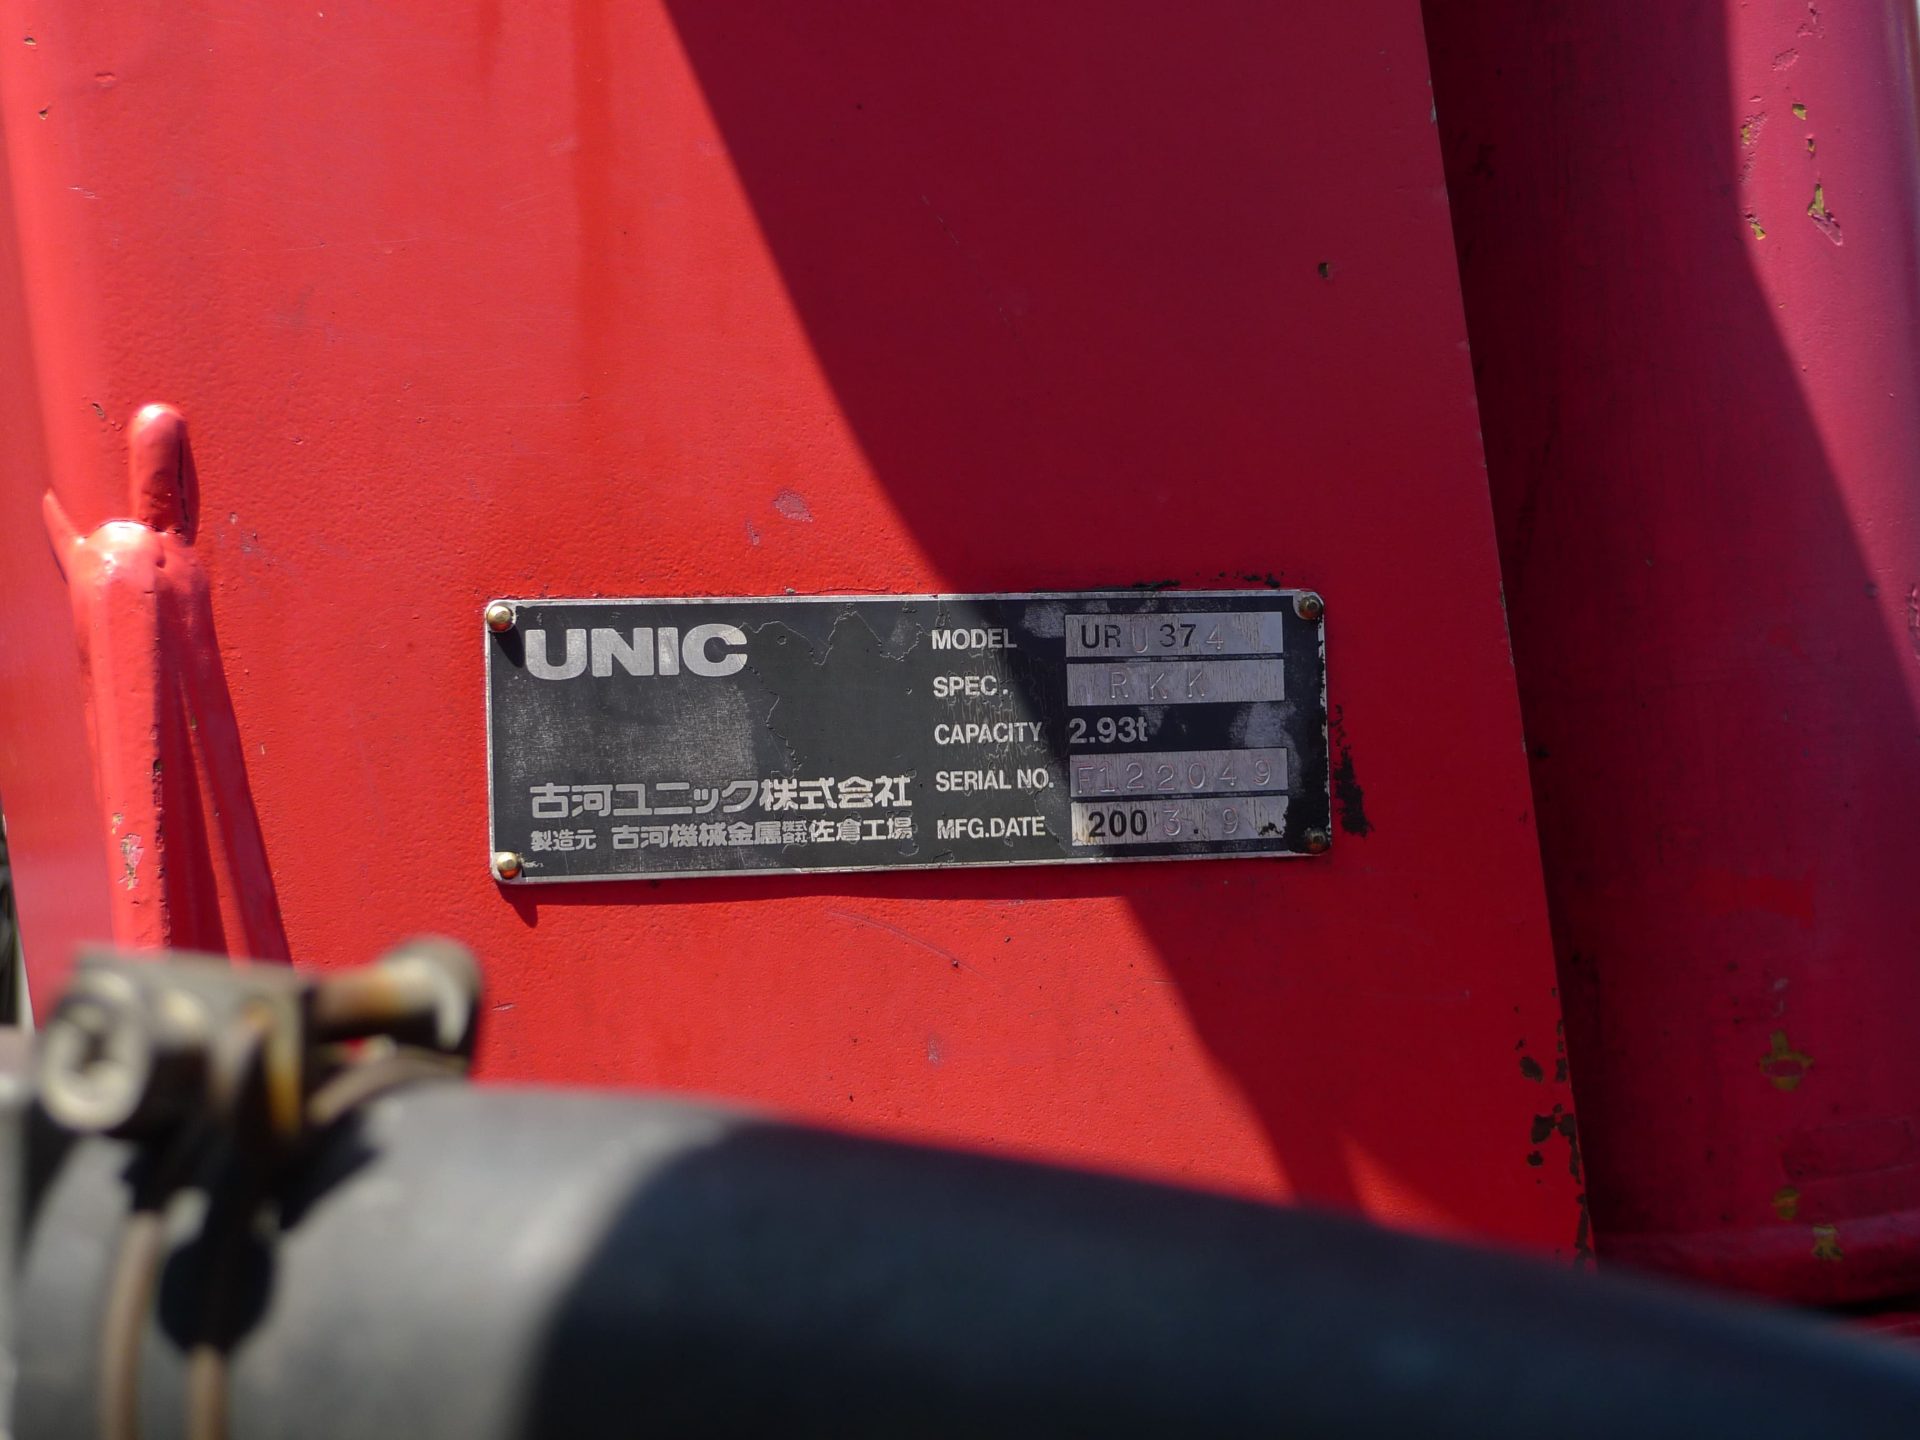 UNIC
MODEL URU374
SPEC. RKK
CAPACITY 2.93t
SERIAL NO. F122049
MFG.DATE 2003.9
古河ユニック株式会社
製造元 古河機械金属株式会社佐倉工場